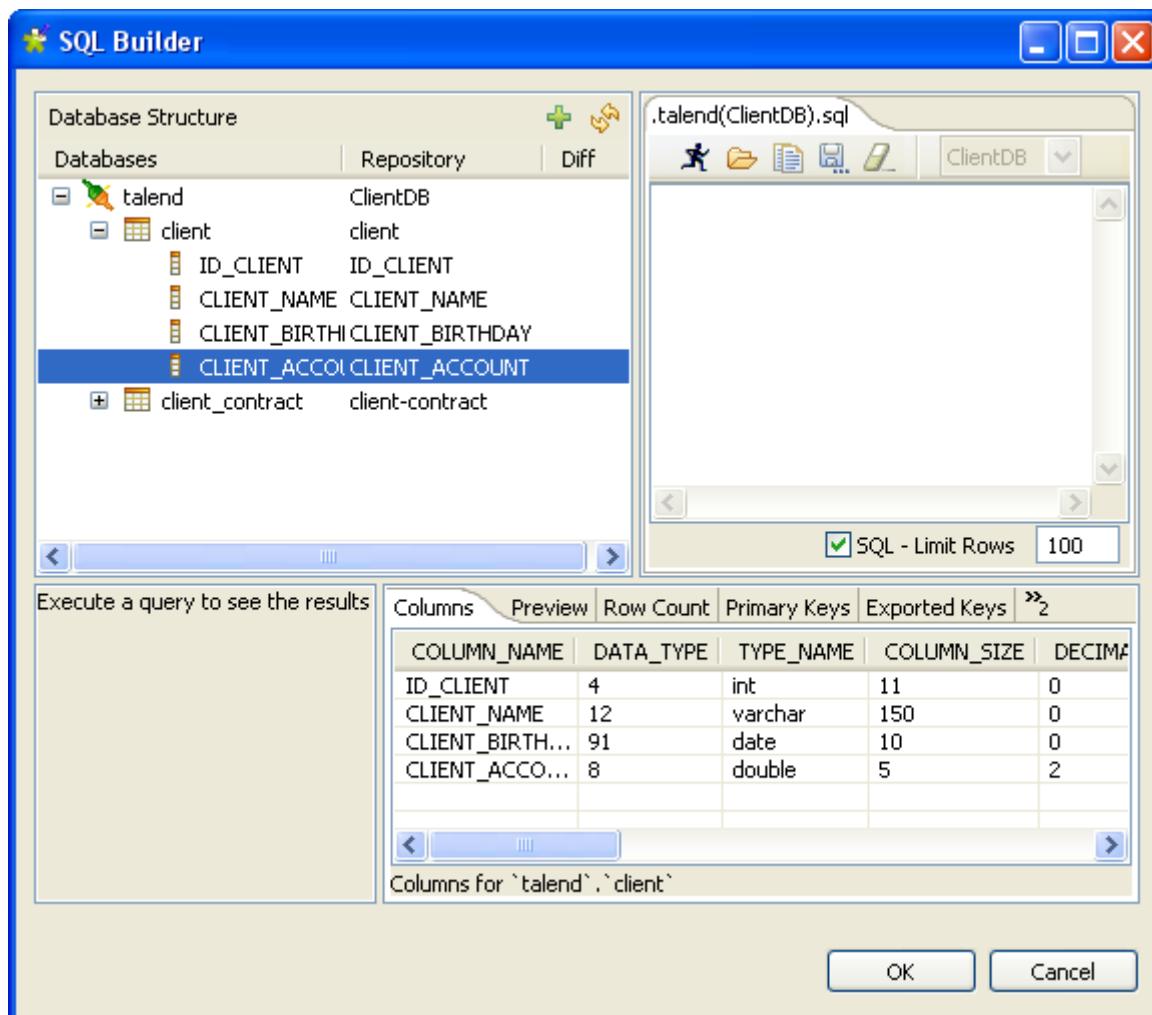 SQL Builder
Database Structure
Databases Repository Diff
talend ClientDB
client client
ID_CLIENT ID_CLIENT
CLIENT_NAME CLIENT_NAME
CLIENT_BIRTHI CLIENT_BIRTHDAY
CLIENT_ACCOU CLIENT_ACCOUNT
client_contract client-contract
.talend(ClientDB).sql
ClientDB
SQL - Limit Rows 100
Execute a query to see the results
Columns Preview Row Count Primary Keys Exported Keys »2
COLUMN_NAME DATA_TYPE TYPE_NAME COLUMN_SIZE DECIMA
ID_CLIENT 4 int 11 0
CLIENT_NAME 12 varchar 150 0
CLIENT_BIRTH... 91 date 10 0
CLIENT_ACCO... 8 double 5 2
Columns for `talend`.`client`
OK Cancel